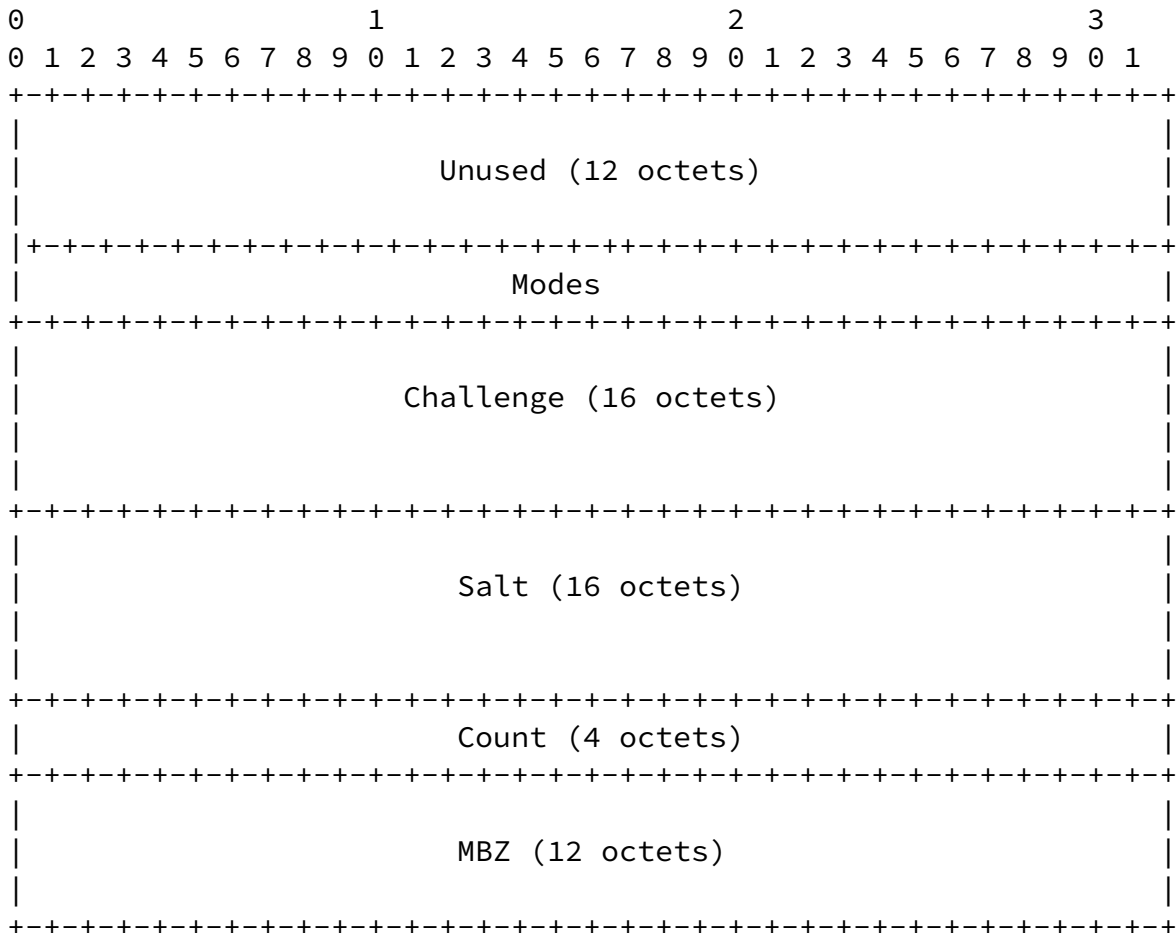 0                   1                   2                   3
0 1 2 3 4 5 6 7 8 9 0 1 2 3 4 5 6 7 8 9 0 1 2 3 4 5 6 7 8 9 0 1
+-+-+-+-+-+-+-+-+-+-+-+-+-+-+-+-+-+-+-+-+-+-+-+-+-+-+-+-+-+-+-+-+
|                                                               |
|                       Unused (12 octets)                      |
|                                                               |
|+-+-+-+-+-+-+-+-+-+-+-+-+-+-+-+-++-+-+-+-+-+-+-+-+-+-+-+-+-+-+-+
|                           Modes                               |
+-+-+-+-+-+-+-+-+-+-+-+-+-+-+-+-+-+-+-+-+-+-+-+-+-+-+-+-+-+-+-+-+
|                                                               |
|                     Challenge (16 octets)                     |
|                                                               |
|                                                               |
+-+-+-+-+-+-+-+-+-+-+-+-+-+-+-+-+-+-+-+-+-+-+-+-+-+-+-+-+-+-+-+-+
|                                                               |
|                        Salt (16 octets)                       |
|                                                               |
|                                                               |
+-+-+-+-+-+-+-+-+-+-+-+-+-+-+-+-+-+-+-+-+-+-+-+-+-+-+-+-+-+-+-+-+
|                        Count (4 octets)                       |
+-+-+-+-+-+-+-+-+-+-+-+-+-+-+-+-+-+-+-+-+-+-+-+-+-+-+-+-+-+-+-+-+
|                                                               |
|                        MBZ (12 octets)                        |
|                                                               |
+-+-+-+-+-+-+-+-+-+-+-+-+-+-+-+-+-+-+-+-+-+-+-+-+-+-+-+-+-+-+-+-+